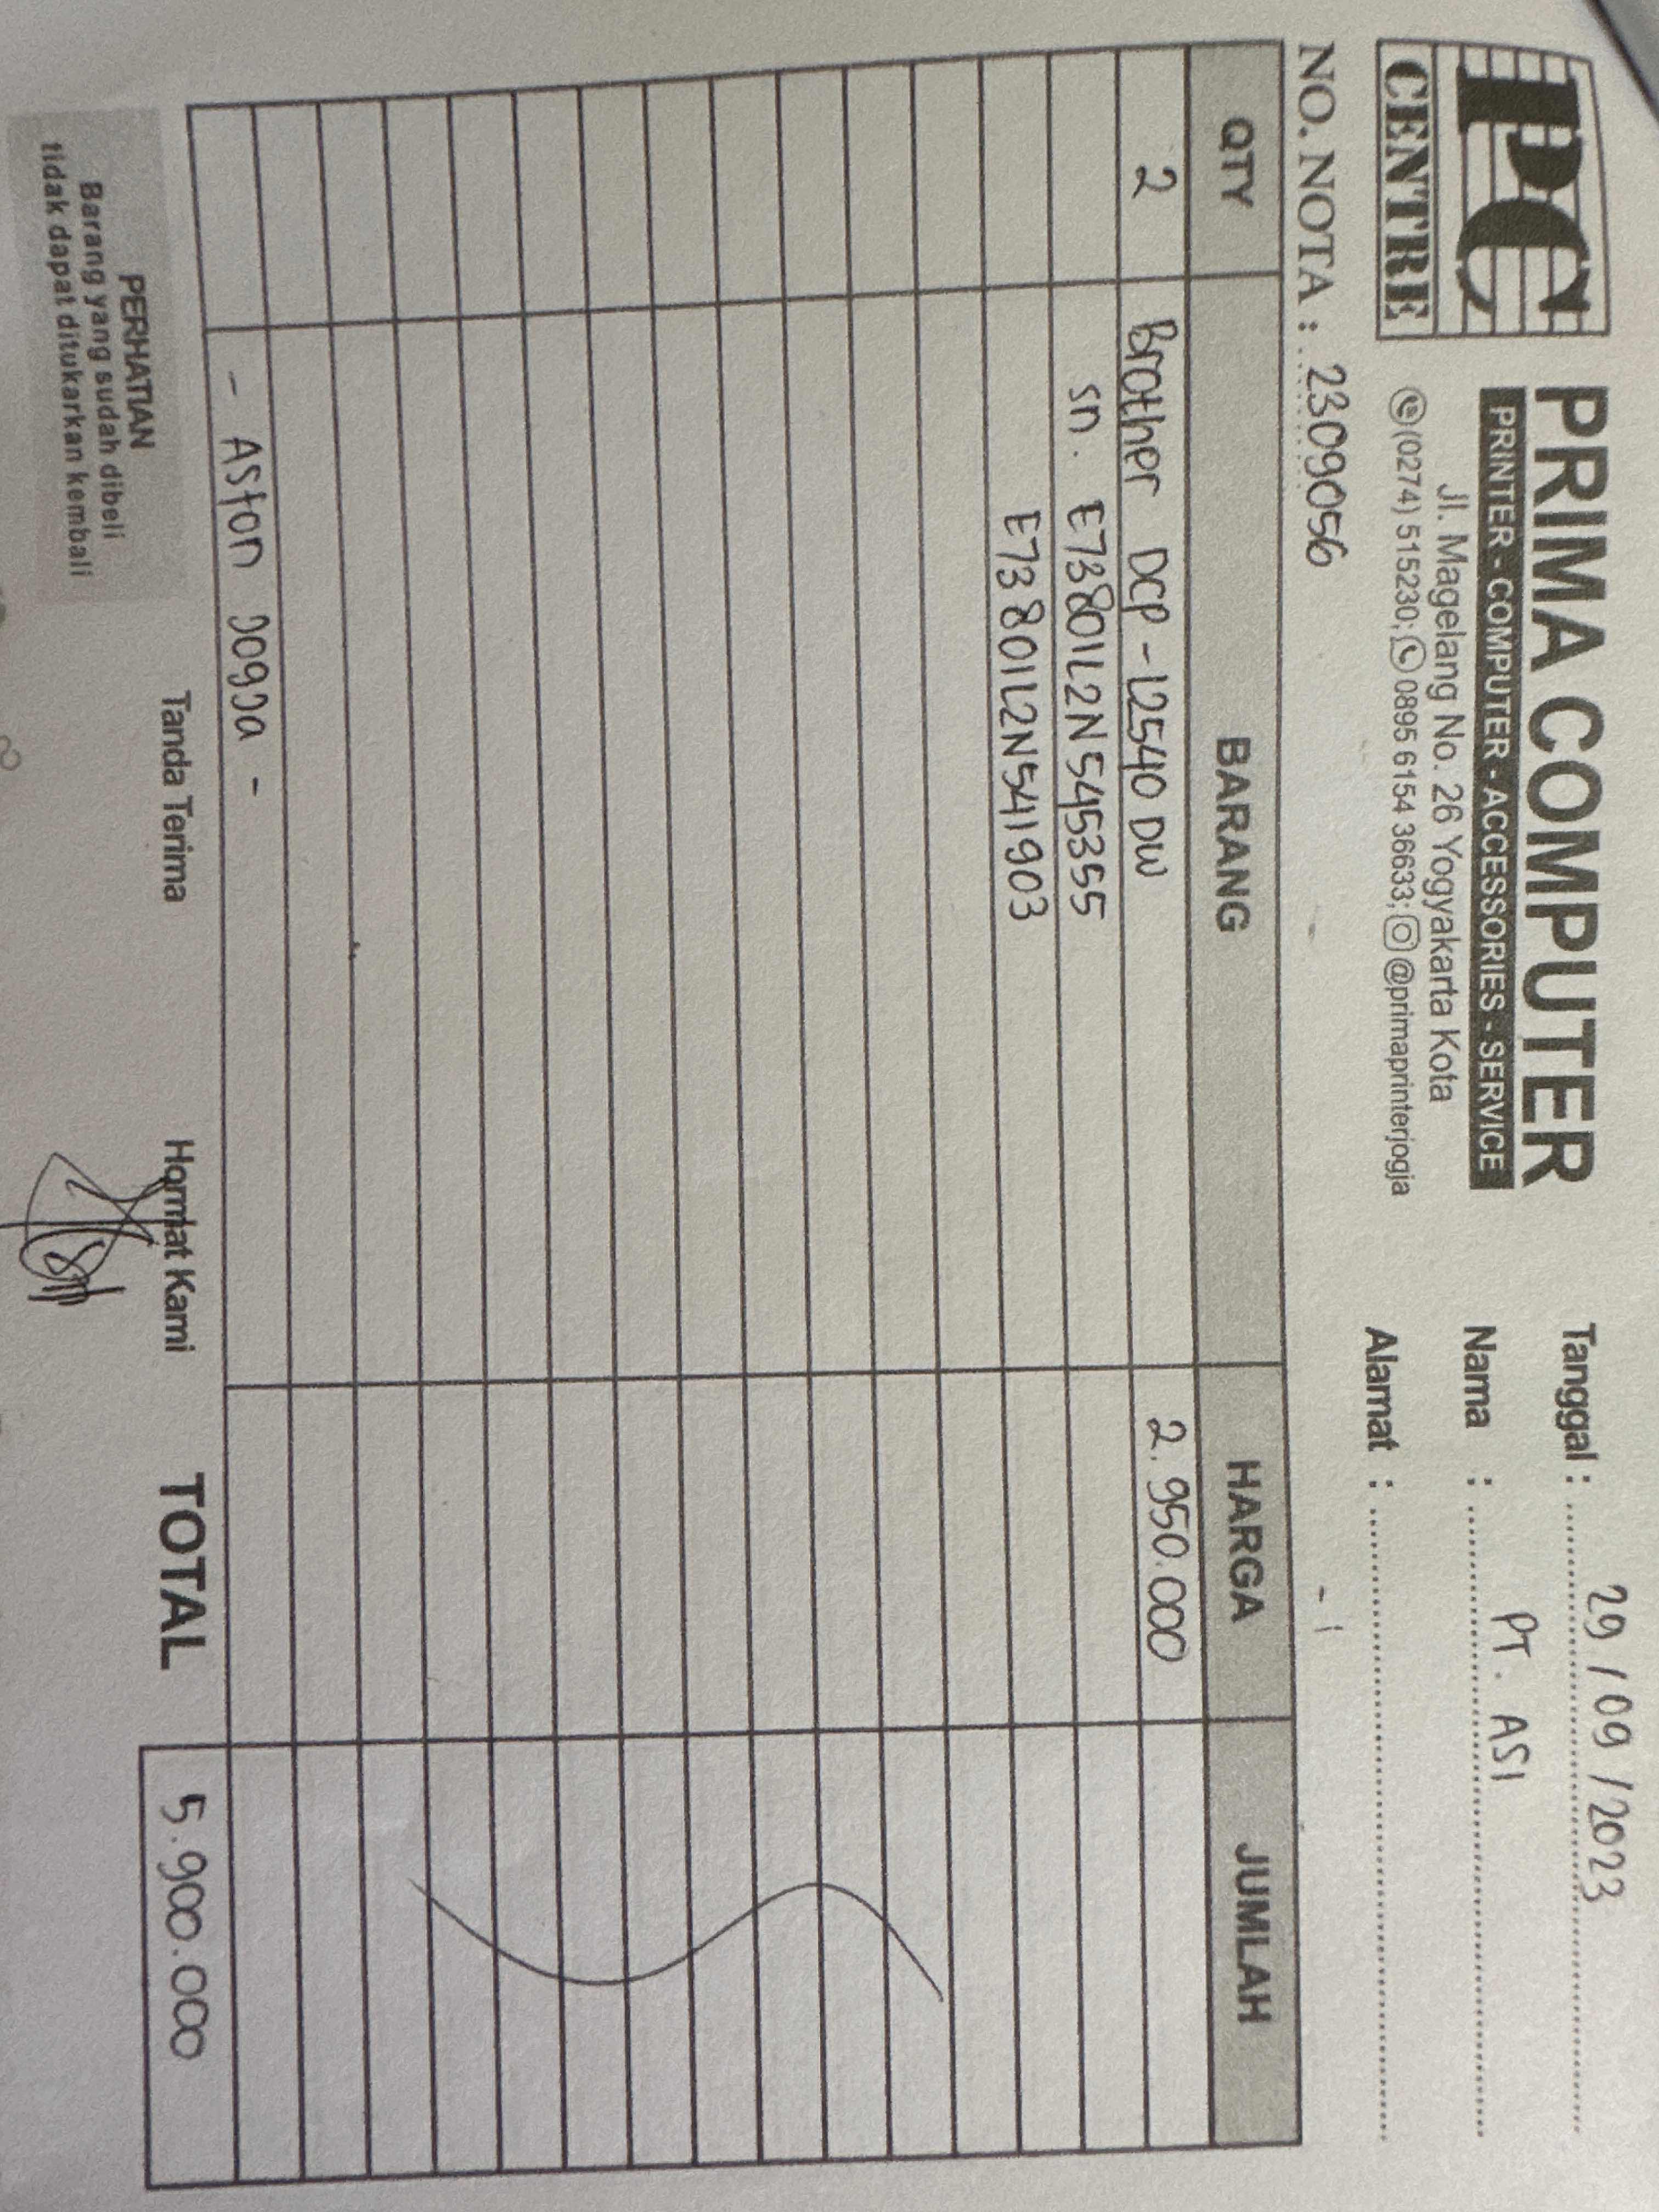 PC
CENTRE
PRIMA COMPUTER
PRINTER - COMPUTER - ACCESSORIES - SERVICE
Jl. Magelang No. 26 Yogyakarta Kota
(0274) 515230; 0895 6154 36633; @primaprinterjogja
Tanggal : 29 / 09 / 2023
Nama : PT. ASI
Alamat :
NO. NOTA : 2309056
QTY BARANG HARGA JUMLAH
2 Brother DCP - L2540 DW 2.950.000
sn. E73801L2N545355
E73801L2N541903
- Aston Jogja -
PERHATIAN
Barang yang sudah dibeli
tidak dapat ditukarkan kembali
Tanda Terima
Hormat Kami
TOTAL 5.900.000